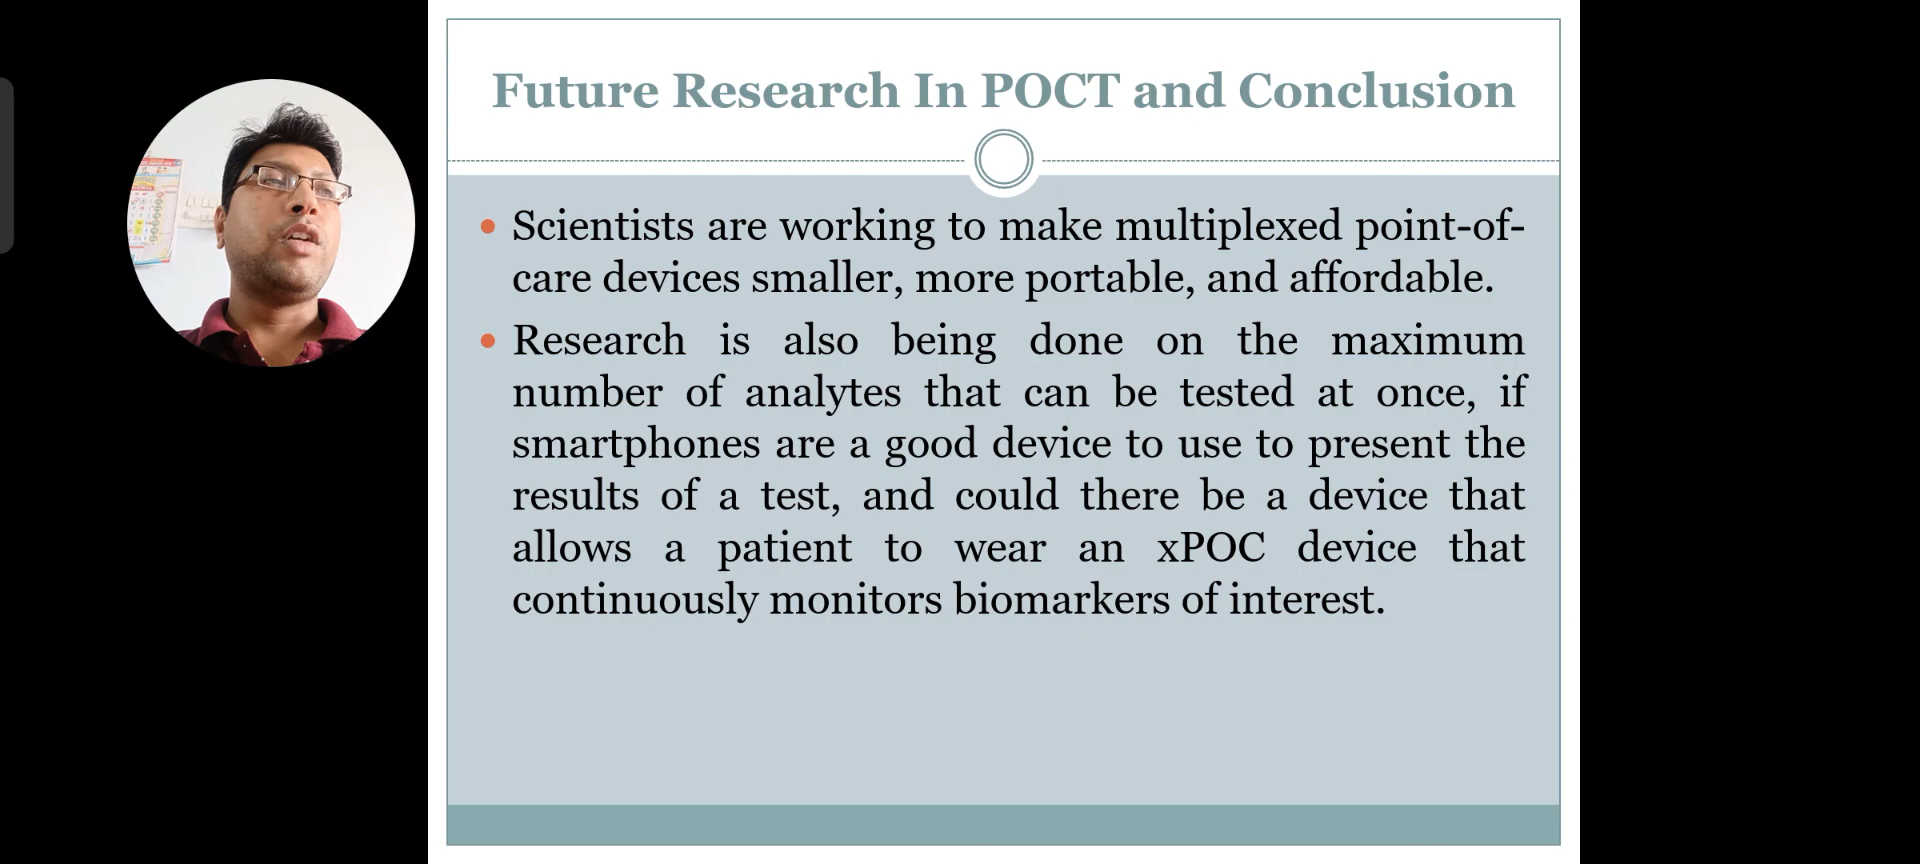 Future Research In POCT and Conclusion
Scientists are working to make multiplexed point-of-
care devices smaller, more portable, and affordable.
Research is also being done on the maximum
number of analytes that can be tested at once, if
smartphones are a good device to use to present the
results of a test, and could there be a device that
allows a patient to wear an xPOC device that
continuously monitors biomarkers of interest.